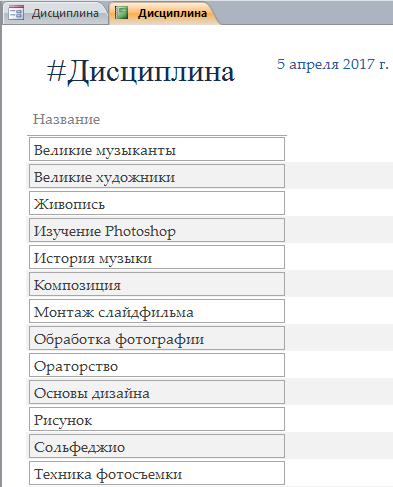 Дисциплина Дисциплина
#Дисциплина 5 апреля 2017 г.
Название
Великие музыканты
Великие художники
Живопись
Изучение Photoshop
История музыки
Композиция
Монтаж слайдфильма
Обработка фотографии
Ораторство
Основы дизайна
Рисунок
Сольфеджио
Техника фотосъемки